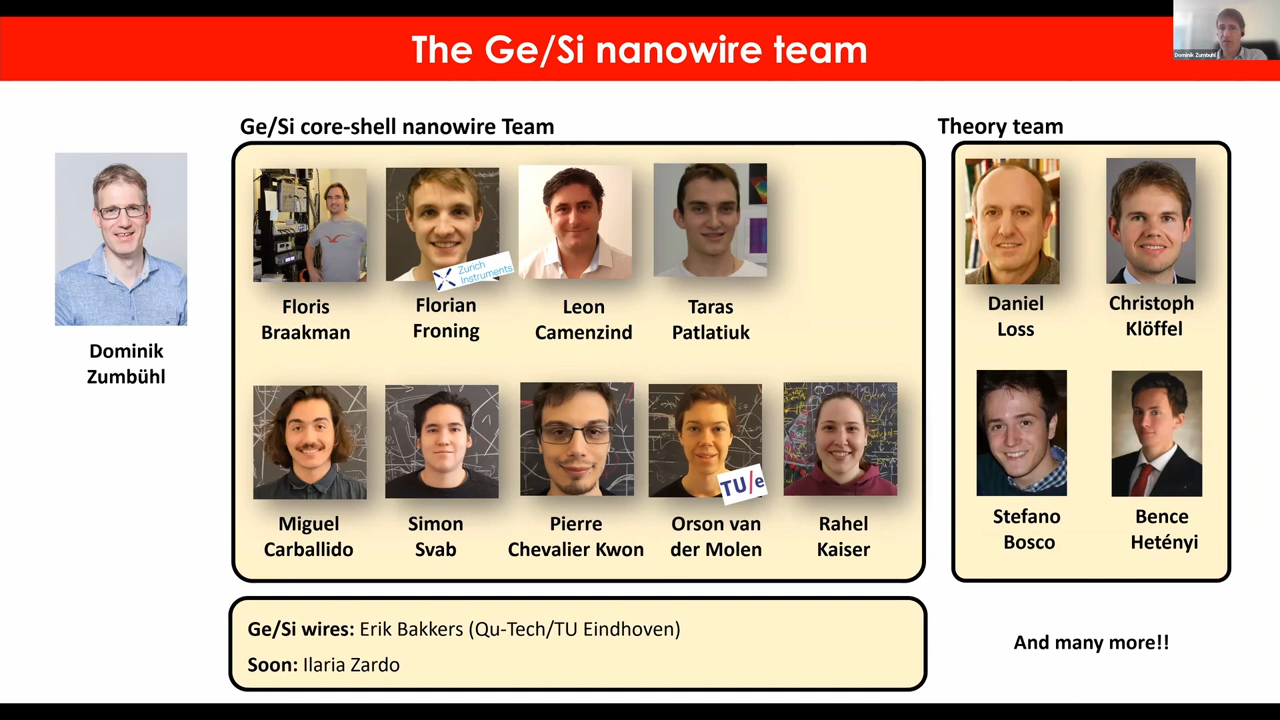 The Ge/Si nanowire team
Dominik Zumbühl
Ge/Si core-shell nanowire Team
Theory team
Dominik
Zumbühl
Floris
Braakman
Florian
Froning
Zurich
Instruments
Leon
Camenzind
Taras
Patlatiuk
Daniel
Loss
Christoph
Klöffel
Miguel
Carballido
Simon
Svab
Pierre
Chevalier Kwon
TU/e
Orson van
der Molen
Rahel
Kaiser
Stefano
Bosco
Bence
Hetényi
Ge/Si wires: Erik Bakkers (Qu-Tech/TU Eindhoven)
Soon: Ilaria Zardo
And many more!!